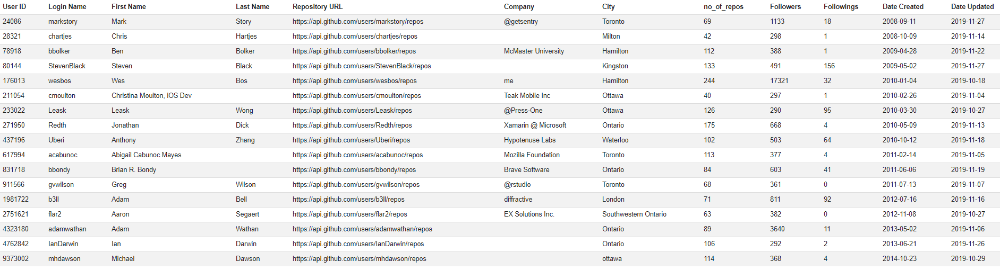 User ID Login Name First Name Last Name Repository URL Company City no_of_repos Followers Followings Date Created Date Updated
24086 markstory Mark Story https://api.github.com/users/markstory/repos @getsentry Toronto 69 1133 18 2008-09-11 2019-11-27
28321 chartjes Chris Hartjes https://api.github.com/users/chartjes/repos Milton 42 298 1 2008-10-09 2019-11-14
78918 bbolker Ben Bolker https://api.github.com/users/bbolker/repos McMaster University Hamilton 112 388 1 2009-04-28 2019-11-22
80144 StevenBlack Steven Black https://api.github.com/users/StevenBlack/repos Kingston 133 491 156 2009-05-02 2019-11-27
176013 wesbos Wes Bos https://api.github.com/users/wesbos/repos me Hamilton 244 17321 32 2010-01-04 2019-10-18
211054 cmoulton Christina Moulton, iOS Dev https://api.github.com/users/cmoulton/repos Teak Mobile Inc Ottawa 40 297 1 2010-02-26 2019-11-04
233022 Leask Leask Wong https://api.github.com/users/Leask/repos @Press-One Ottawa 126 290 95 2010-03-30 2019-10-27
271950 Redth Jonathan Dick https://api.github.com/users/Redth/repos Xamarin @ Microsoft Ontario 175 668 4 2010-05-09 2019-11-13
437196 Uberi Anthony Zhang https://api.github.com/users/Uberi/repos Hypotenuse Labs Waterloo 102 503 64 2010-10-12 2019-11-18
617994 acabunoc Abigail Cabunoc Mayes https://api.github.com/users/acabunoc/repos Mozilla Foundation Toronto 113 377 4 2011-02-14 2019-11-05
831718 bbondy Brian R. Bondy https://api.github.com/users/bbondy/repos Brave Software Ontario 84 603 41 2011-06-06 2019-11-19
911566 gvwilson Greg Wilson https://api.github.com/users/gvwilson/repos @rstudio Toronto 68 361 0 2011-07-13 2019-11-07
1981722 b3ll Adam Bell https://api.github.com/users/b3ll/repos diffractive London 71 811 92 2012-07-16 2019-11-16
2751621 flar2 Aaron Segaert https://api.github.com/users/flar2/repos EX Solutions Inc. Southwestern Ontario 63 382 0 2012-11-08 2019-10-27
4323180 adamwathan Adam Wathan https://api.github.com/users/adamwathan/repos Ontario 89 3640 11 2013-05-02 2019-11-06
4762842 IanDarwin Ian Darwin https://api.github.com/users/IanDarwin/repos Ontario 106 292 2 2013-06-21 2019-11-26
9373002 mhdawson Michael Dawson https://api.github.com/users/mhdawson/repos ottawa 114 368 4 2014-10-23 2019-10-29